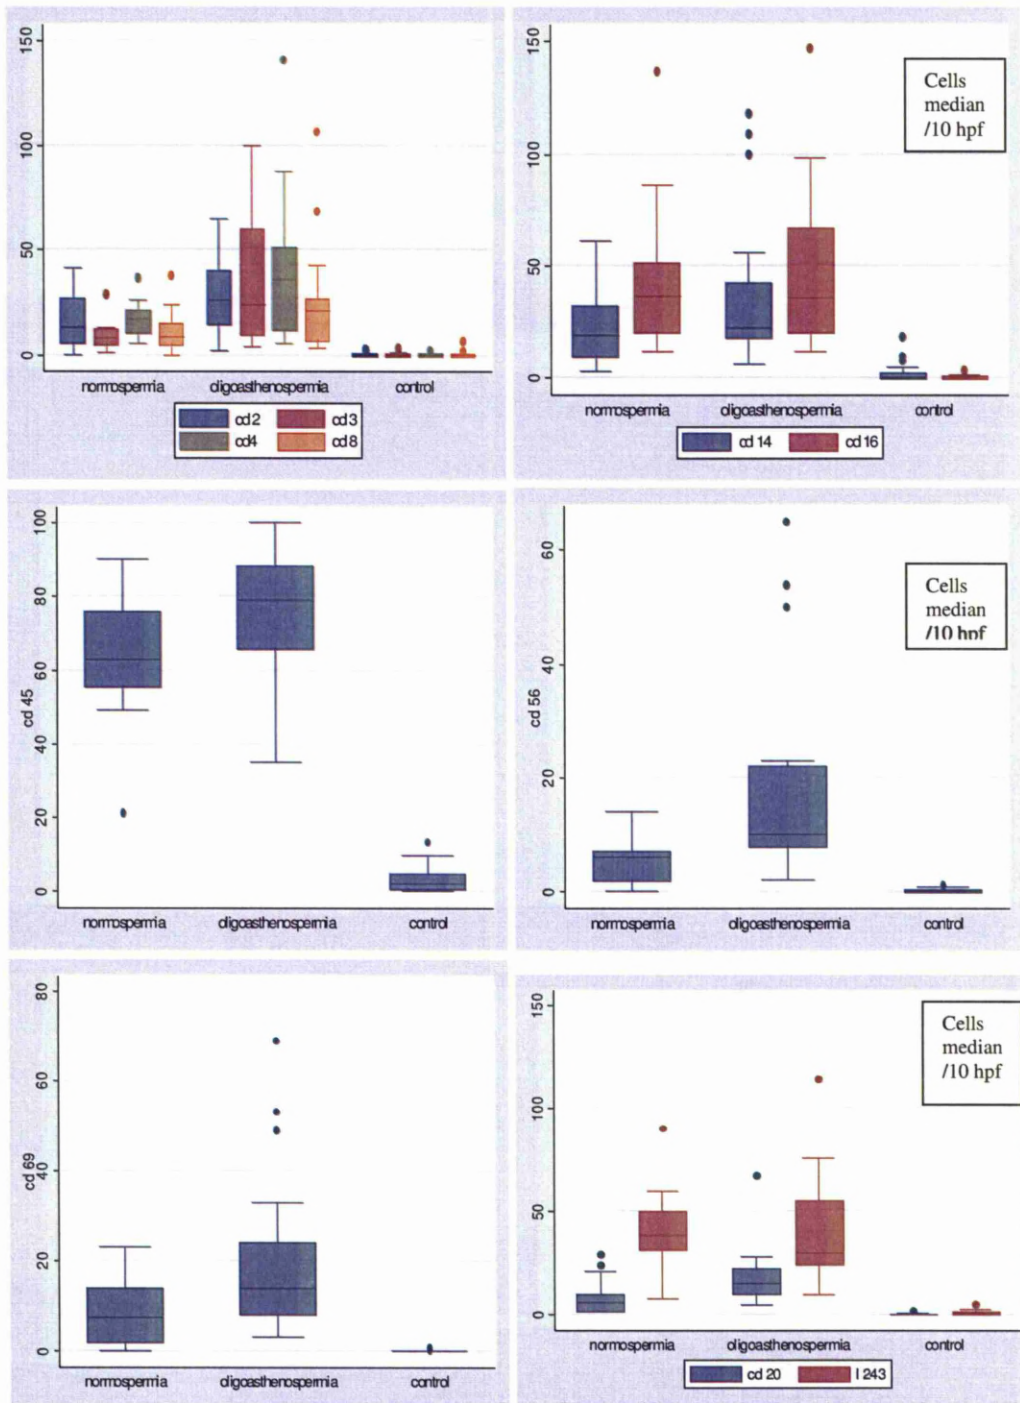 150
100
50
0
normospermia oligoasthenospermia control
cd2 cd3
cd4 cd8
150
100
50
0
normospermia oligoasthenospermia control
cd 14 cd 16
Cells
median
/10 hpf
cd 45
100
80
60
40
20
0
normospermia oligoasthenospermia control
cd 56
60
40
20
0
normospermia oligoasthenospermia control
Cells
median
/10 hpf
cd 69
80
60
40
20
0
normospermia oligoasthenospermia control
150
100
50
0
normospermia oligoasthenospermia control
cd 20 l 243
Cells
median
/10 hpf